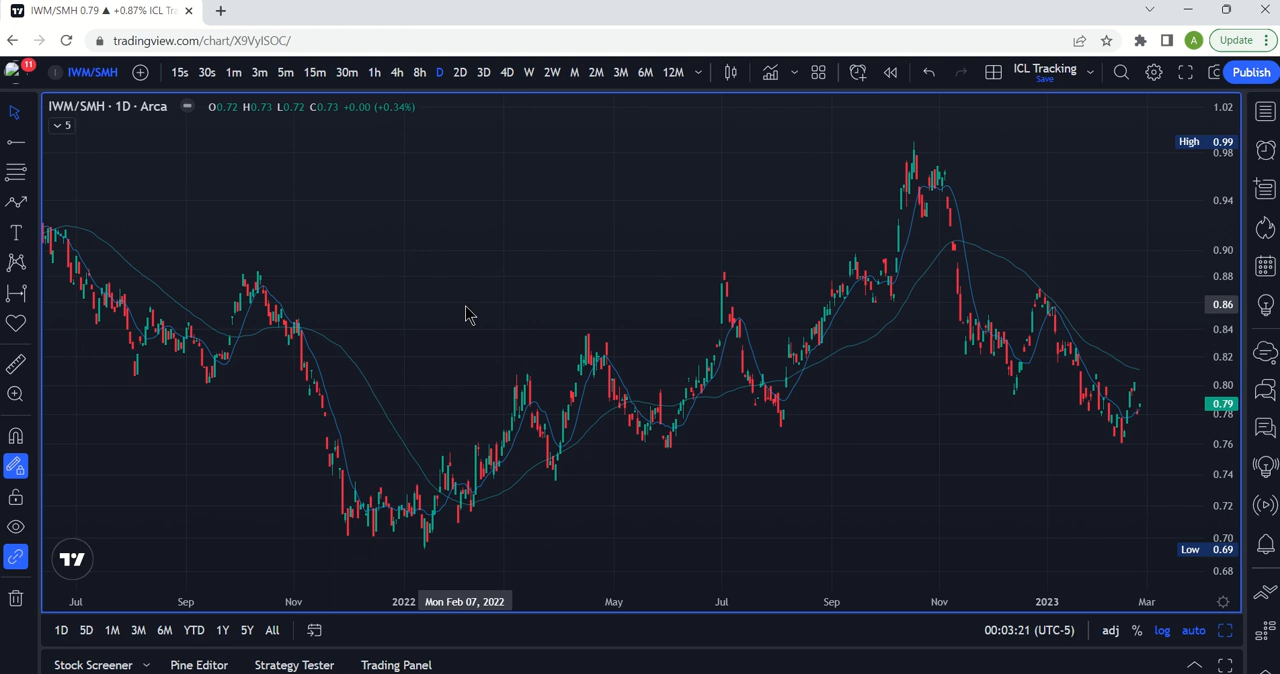 IWM/SMH 0.79 ▲ +0.87% ICL Tr
tradingview.com/chart/X9VyISOC/
A
Update
11
IWM/SMH
15s 30s 1m 3m 5m 15m 30m 1h 4h 8h D 2D 3D 4D W 2W M 2M 3M 6M 12M
ICL Tracking
Save
Publish
IWM/SMH · 1D · Arca
O0.72 H0.73 L0.72 C0.73 +0.00 (+0.34%)
5
1.02
High 0.99
0.98
0.94
0.90
0.88
0.86
0.84
0.82
0.80
0.79
0.78
0.76
0.74
0.72
0.70
Low 0.69
0.68
Jul Sep Nov 2022 Mon Feb 07, 2022 May Jul Sep Nov 2023 Mar
1D 5D 1M 3M 6M YTD 1Y 5Y All
00:03:21 (UTC-5) adj % log auto
Stock Screener Pine Editor Strategy Tester Trading Panel